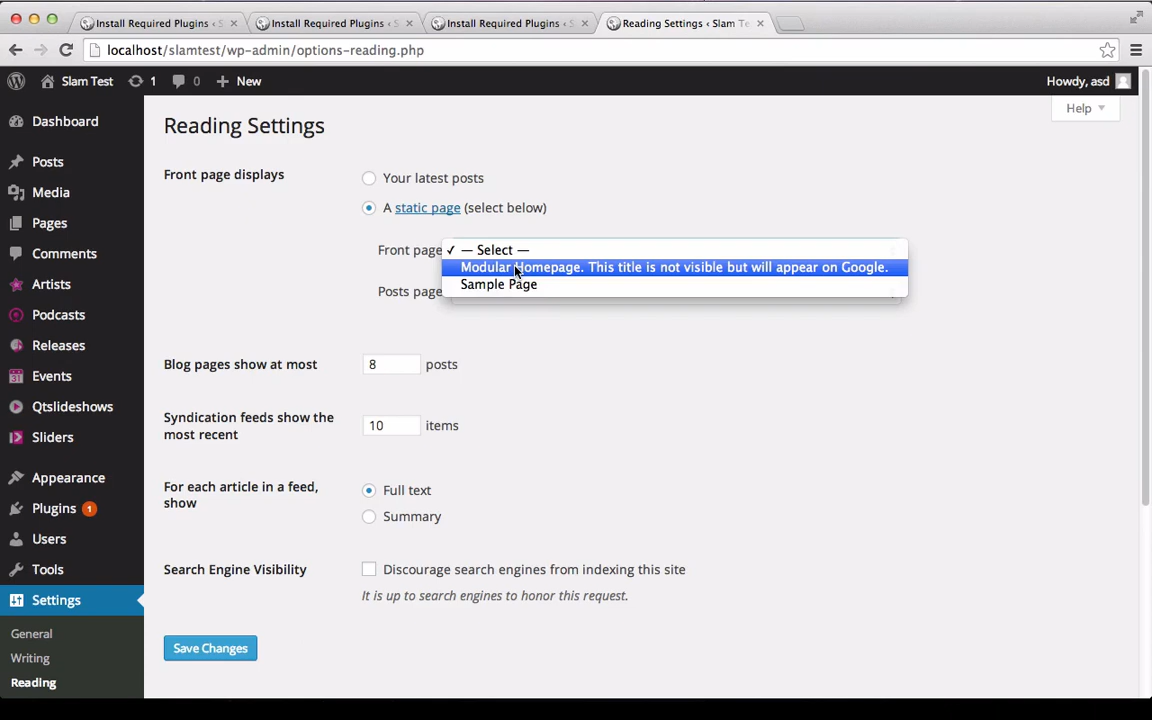 Install Required Plugins ‹ S
Install Required Plugins ‹ S
Install Required Plugins ‹ S
Reading Settings ‹ Slam Te
localhost/slamtest/wp-admin/options-reading.php
Slam Test 1 0 + New Howdy, asd
Help
Dashboard
Posts
Media
Pages
Comments
Artists
Podcasts
Releases
Events
Qtslideshows
Sliders
Appearance
Plugins 1
Users
Tools
Settings
General
Writing
Reading
Reading Settings
Front page displays
Your latest posts
A static page (select below)
Front page
✓ — Select —
Modular Homepage. This title is not visible but will appear on Google.
Sample Page
Posts page
Blog pages show at most 8 posts
Syndication feeds show the
most recent
10 items
For each article in a feed,
show
Full text
Summary
Search Engine Visibility
Discourage search engines from indexing this site
It is up to search engines to honor this request.
Save Changes